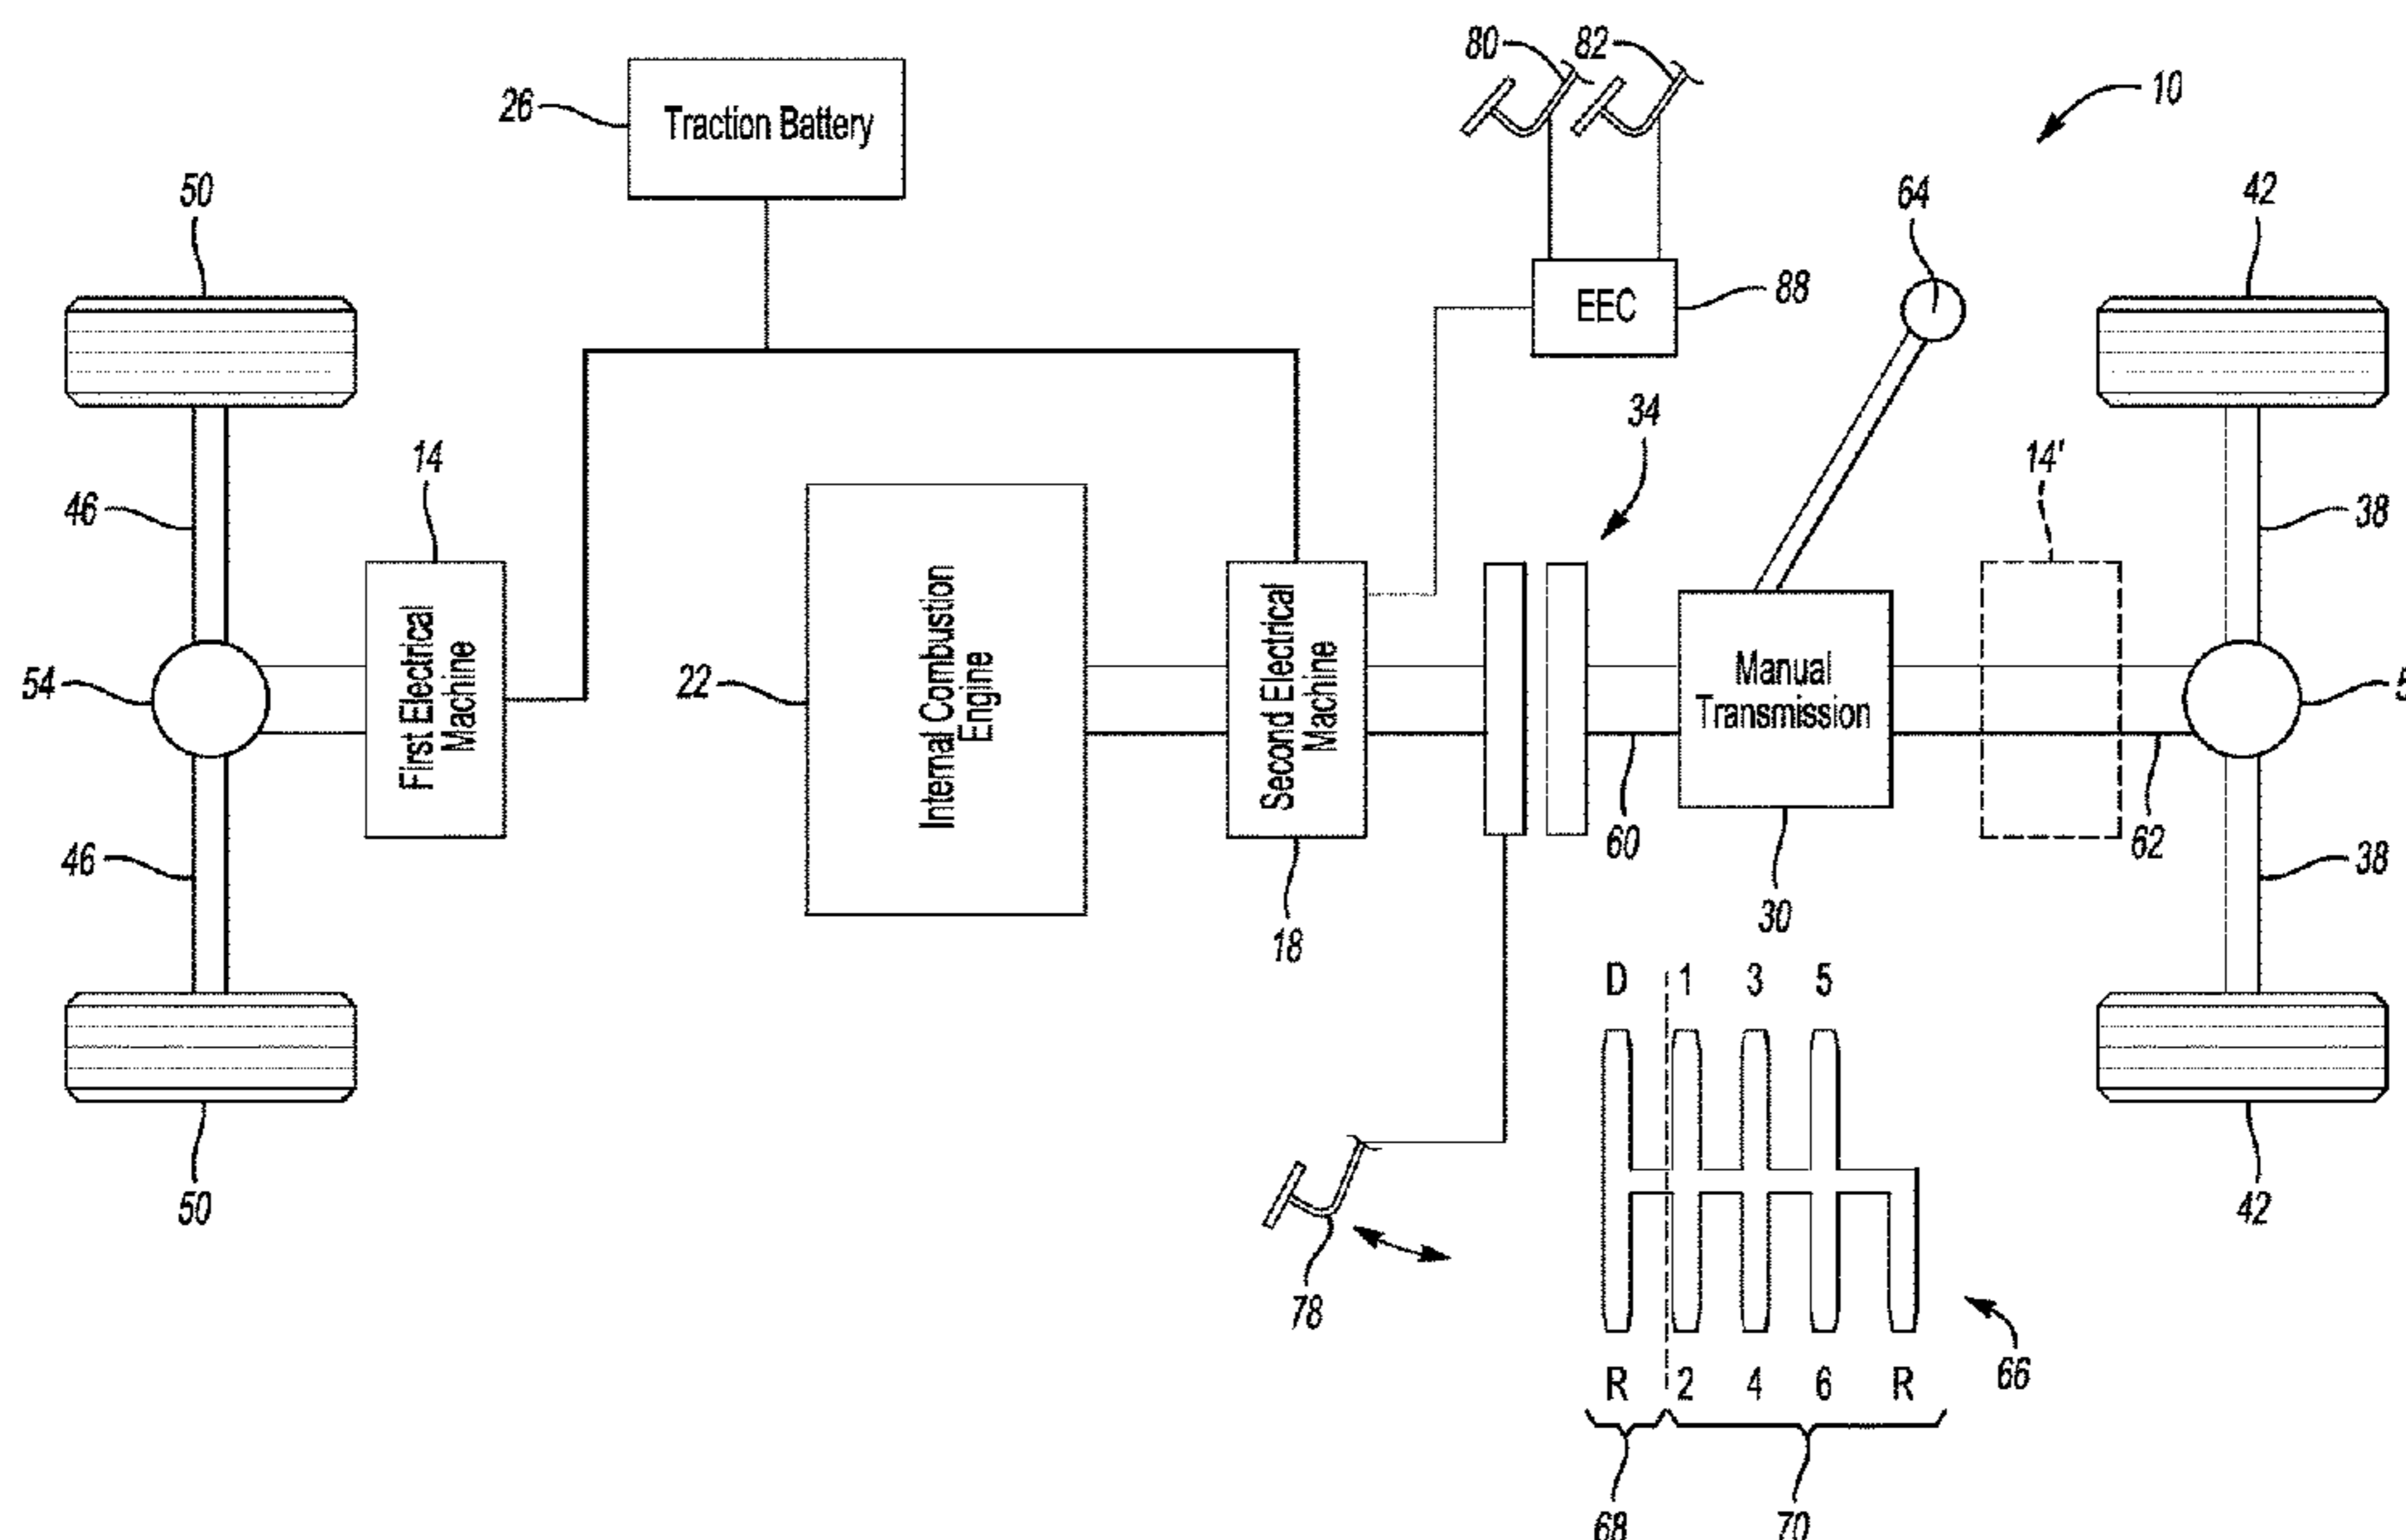 80
82
10
26
Traction Battery
50
64
42
EEC
88
34
14
14'
46
38
First Electrical
Machine
Internal Combustion
Engine
Second Electrical
Machine
Manual
Transmission
54
22
60
62
46
38
18
30
D 1 3 5
50
78
42
66
R 2 4 6 R
68
70